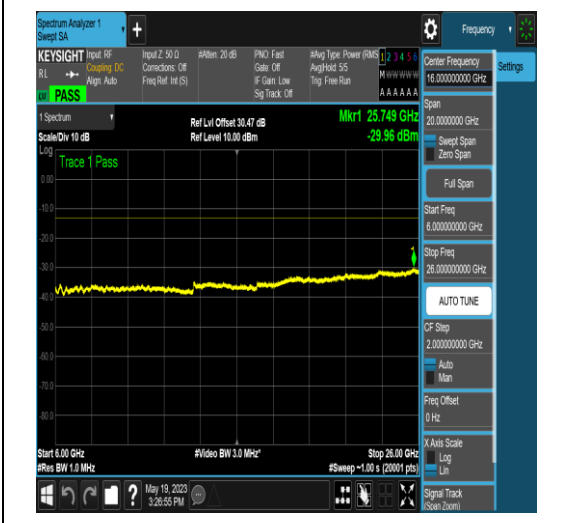 Spectrum Analyzer 1
Swept SA
+
Frequency
KEYSIGHT
RL
PASS
Input: RF
Coupling: DC
Align: Auto
Input Z: 50 Ω
Corrections: Off
Freq Ref: Int (S)
#Atten: 20 dB
PNO: Fast
Gate: Off
IF Gain: Low
Sig Track: Off
#Avg Type: Power (RMS
Avg|Hold: 5/5
Trig: Free Run
1 2 3 4 5 6
M W W W W W
A A A A A A
1 Spectrum
Scale/Div 10 dB
Ref Lvl Offset 30.47 dB
Ref Level 10.00 dBm
Mkr1 25.749 GHz
-29.96 dBm
Log
Trace 1 Pass
0.00
-10.0
-20.0
-30.0
-40.0
-50.0
-60.0
-70.0
-80.0
1
Start 6.00 GHz
#Res BW 1.0 MHz
#Video BW 3.0 MHz*
Stop 26.00 GHz
#Sweep ~1.00 s (20001 pts)
May 19, 2023
3:26:55 PM
?
Center Frequency
16.000000000 GHz
Settings
Span
20.0000000 GHz
Swept Span
Zero Span
Full Span
Start Freq
6.000000000 GHz
Stop Freq
26.000000000 GHz
AUTO TUNE
CF Step
2.000000000 GHz
Auto
Man
Freq Offset
0 Hz
X Axis Scale
Log
Lin
Signal Track
(Span Zoom)